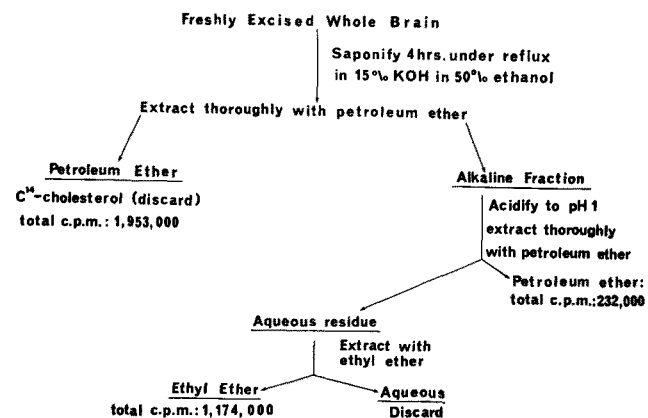 Freshly Excised Whole Brain
Saponify 4hrs. under reflux
in 15% KOH in 50% ethanol
Extract thoroughly with petroleum ether
Petroleum Ether
C¹⁴-cholesterol (discard)
total c.p.m.: 1,953,000
Alkaline Fraction
Acidify to pH 1
extract thoroughly
with petroleum ether
Petroleum ether:
total c.p.m.:232,000
Aqueous residue
Extract with
ethyl ether
Ethyl Ether
total c.p.m.: 1,174,000
Aqueous
Discard